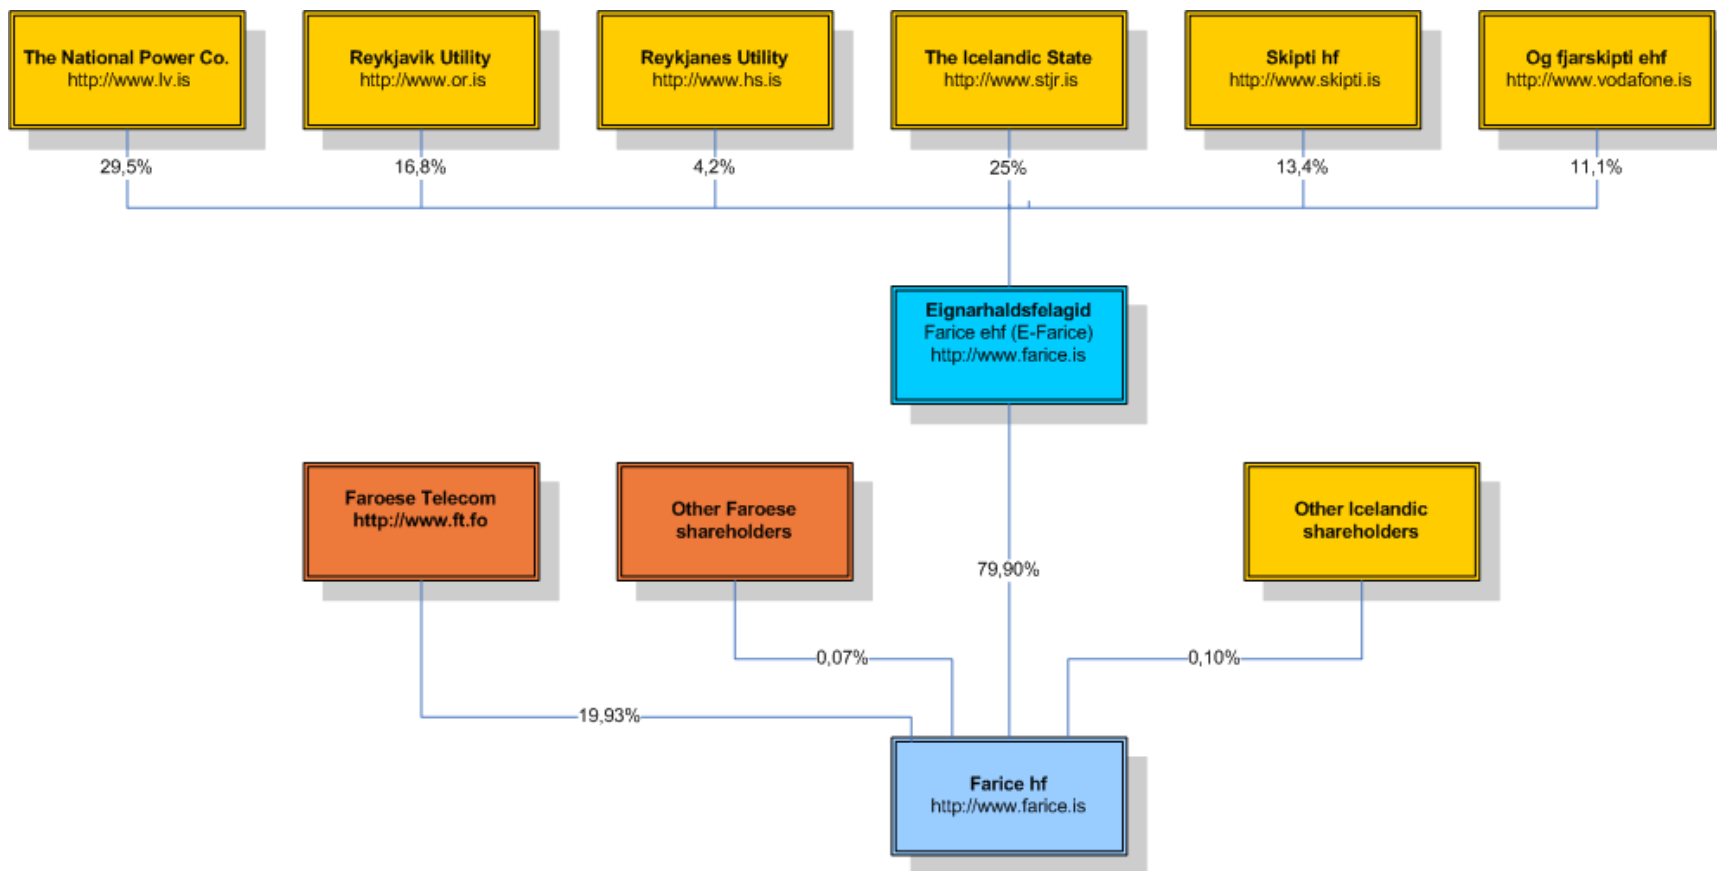 The National Power Co.
http://www.lv.is
Reykjavik Utility
http://www.or.is
Reykjanes Utility
http://www.hs.is
The Icelandic State
http://www.stjr.is
Skipti hf
http://www.skipti.is
Og fjarskipti ehf
http://www.vodafone.is
29,5%
16,8%
4,2%
25%
13,4%
11,1%
Eignarhaldsfelagid
Farice ehf (E-Farice)
http://www.farice.is
Faroese Telecom
http://www.ft.fo
Other Faroese
shareholders
Other Icelandic
shareholders
79,90%
0,07%
0,10%
19,93%
Farice hf
http://www.farice.is